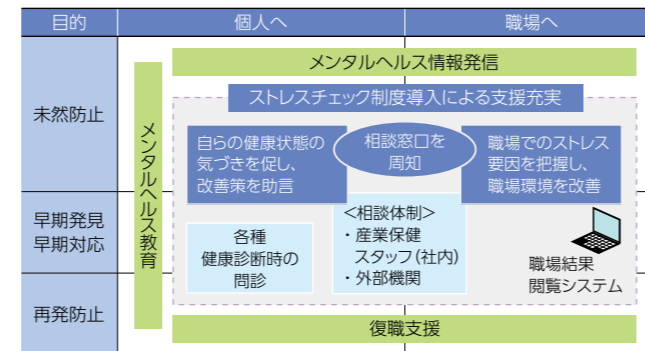 目的
個人へ
職場へ
未然防止
早期発見
早期対応
再発防止
メンタルヘルス教育
メンタルヘルス情報発信
ストレスチェック制度導入による支援充実
自らの健康状態の
気づきを促し、
改善策を助言
相談窓口を
周知
職場でのストレス
要因を把握し、
職場環境を改善
各種
健康診断時の
問診
＜相談体制＞
・産業保健
スタッフ（社内）
・外部機関
職場結果
閲覧システム
復職支援